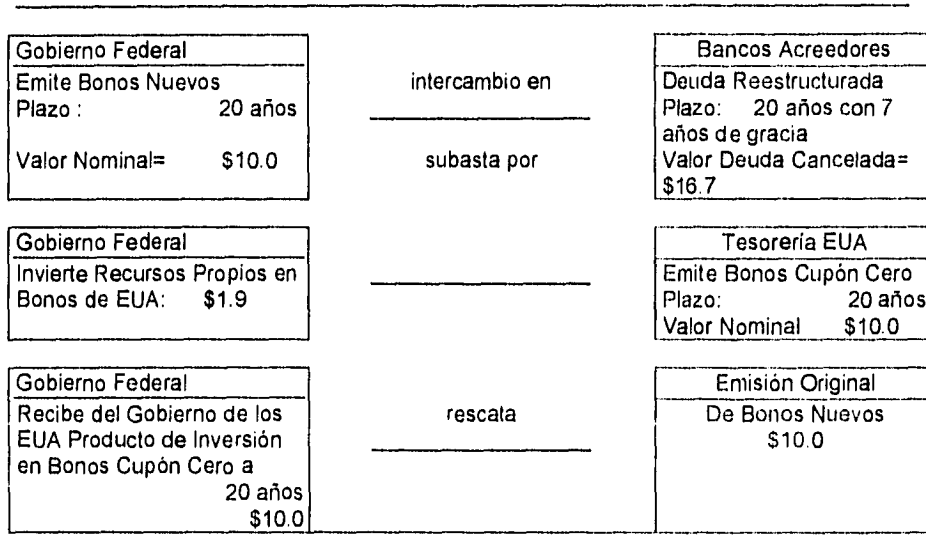 Gobierno Federal
Emite Bonos Nuevos
Plazo : 20 años
Valor Nominal= $10.0
intercambio en
subasta por
Bancos Acreedores
Deuda Reestructurada
Plazo: 20 años con 7
años de gracia
Valor Deuda Cancelada=
$16.7
Gobierno Federal
Invierte Recursos Propios en
Bonos de EUA: $1.9
Tesorería EUA
Emite Bonos Cupón Cero
Plazo: 20 años
Valor Nominal $10.0
Gobierno Federal
Recibe del Gobierno de los
EUA Producto de Inversión
en Bonos Cupón Cero a
20 años
$10.0
rescata
Emisión Original
De Bonos Nuevos
$10.0